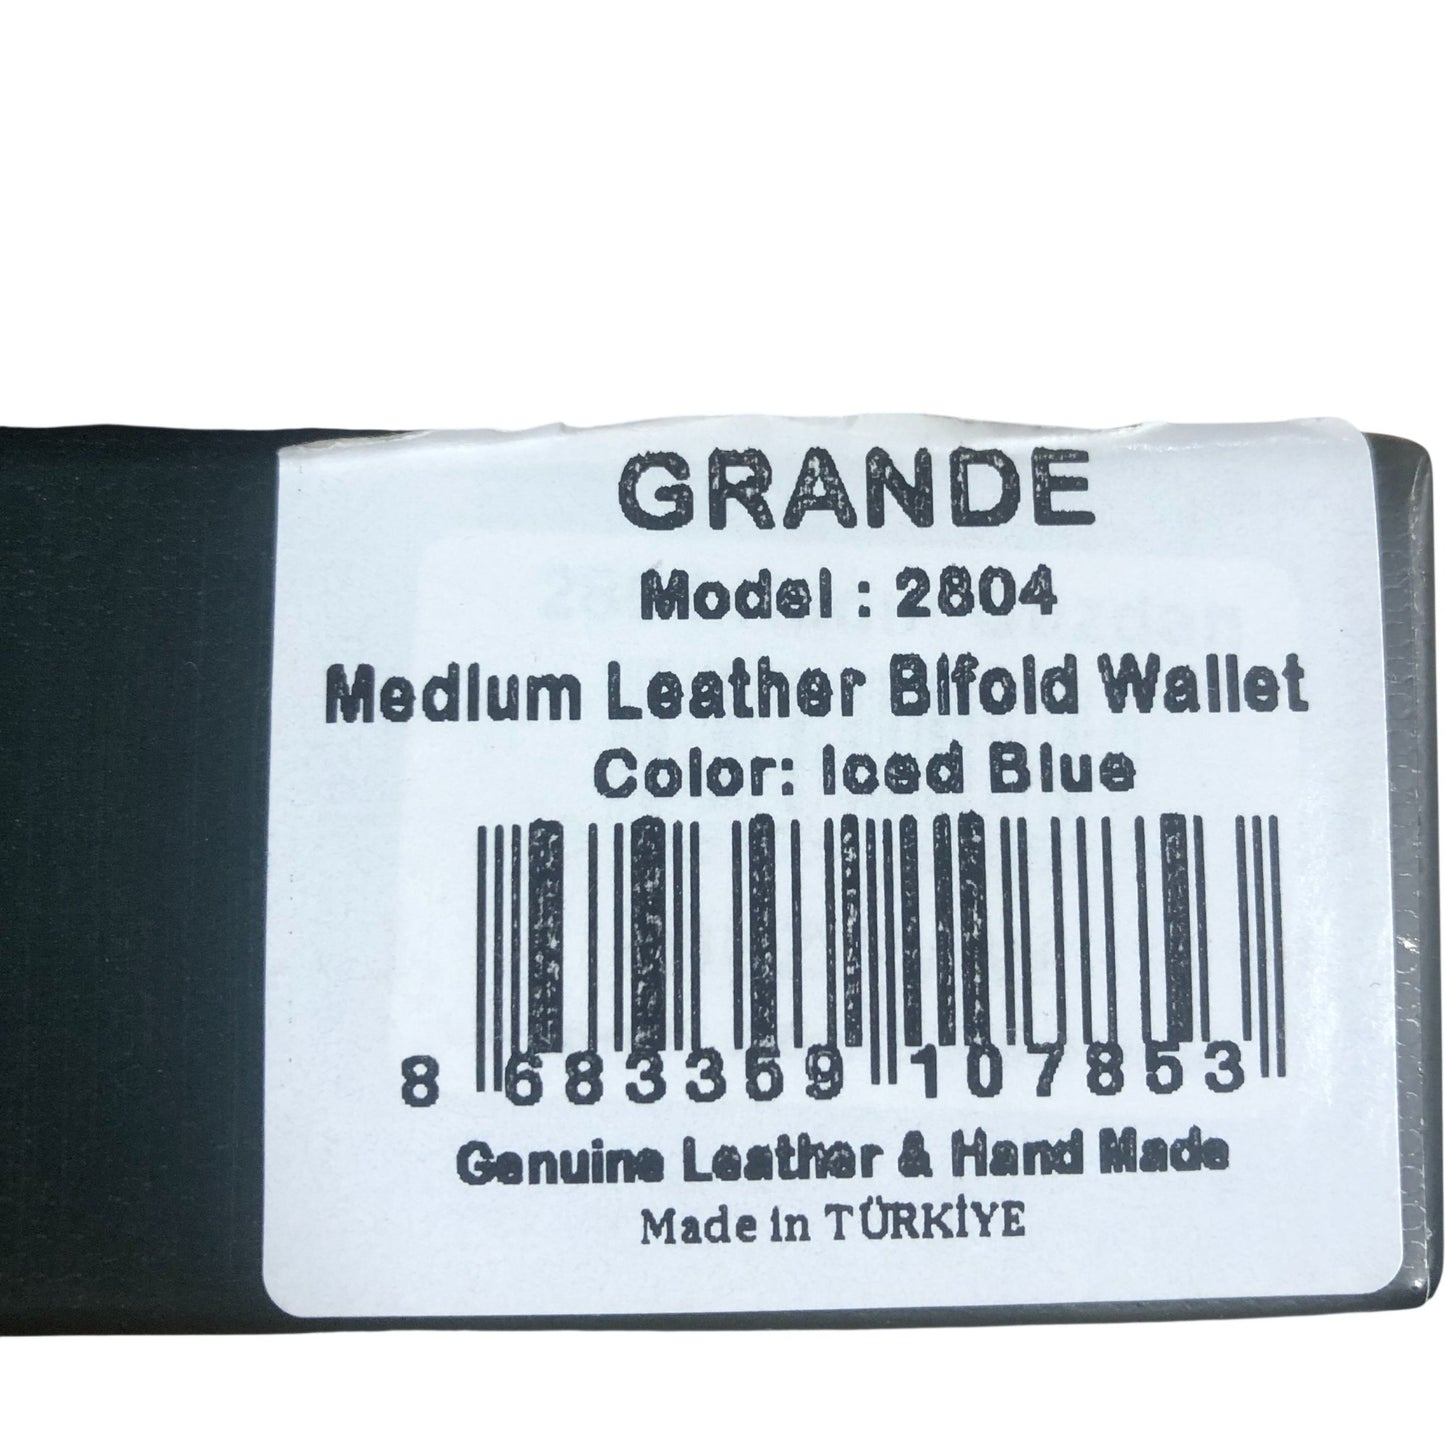 GRANDE
Model : 2804
Medium Leather Bifold Wallet
Color: Iced Blue
8 683359 107853
Genuine Leather & Hand Made
Made in TÜRKİYE